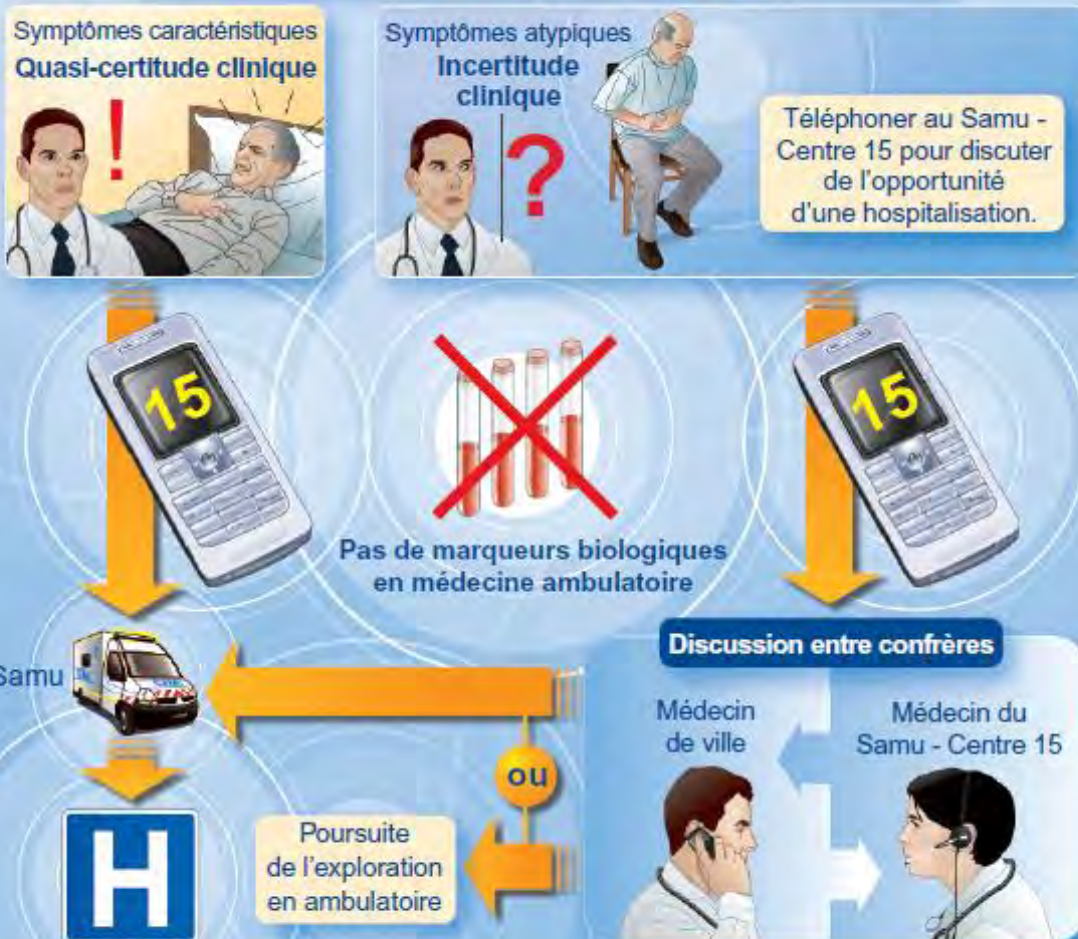 Symptômes caractéristiques
Quasi-certitude clinique
!
Symptômes atypiques
Incertitude
clinique
?
Téléphoner au Samu -
Centre 15 pour discuter
de l'opportunité
d'une hospitalisation.
15
15
Pas de marqueurs biologiques
en médecine ambulatoire
Discussion entre confrères
Samu
Médecin
de ville
Médecin du
Samu - Centre 15
ou
Poursuite
de l'exploration
en ambulatoire
H